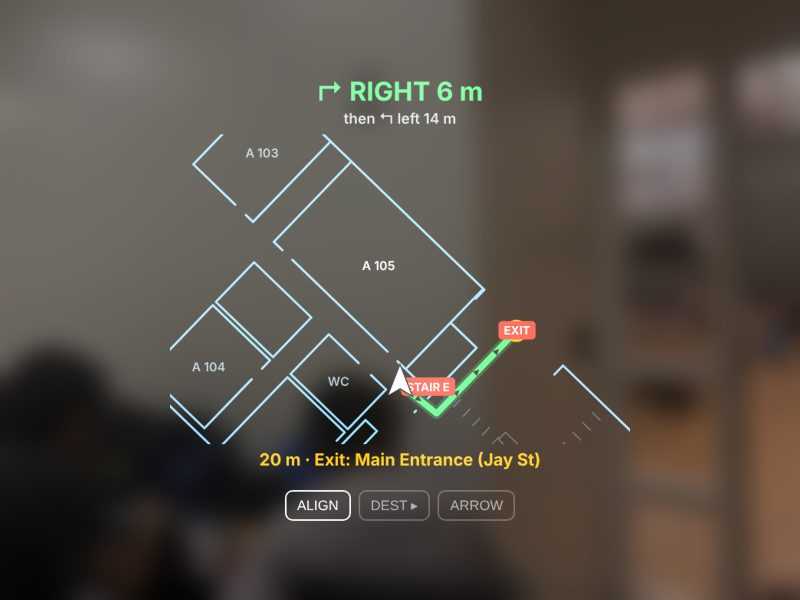 RIGHT 6 m
then left 14 m
A 103
A 105
EXIT
A 104
WC
STAIR E
20 m · Exit: Main Entrance (Jay St)
ALIGN
DEST ▸
ARROW